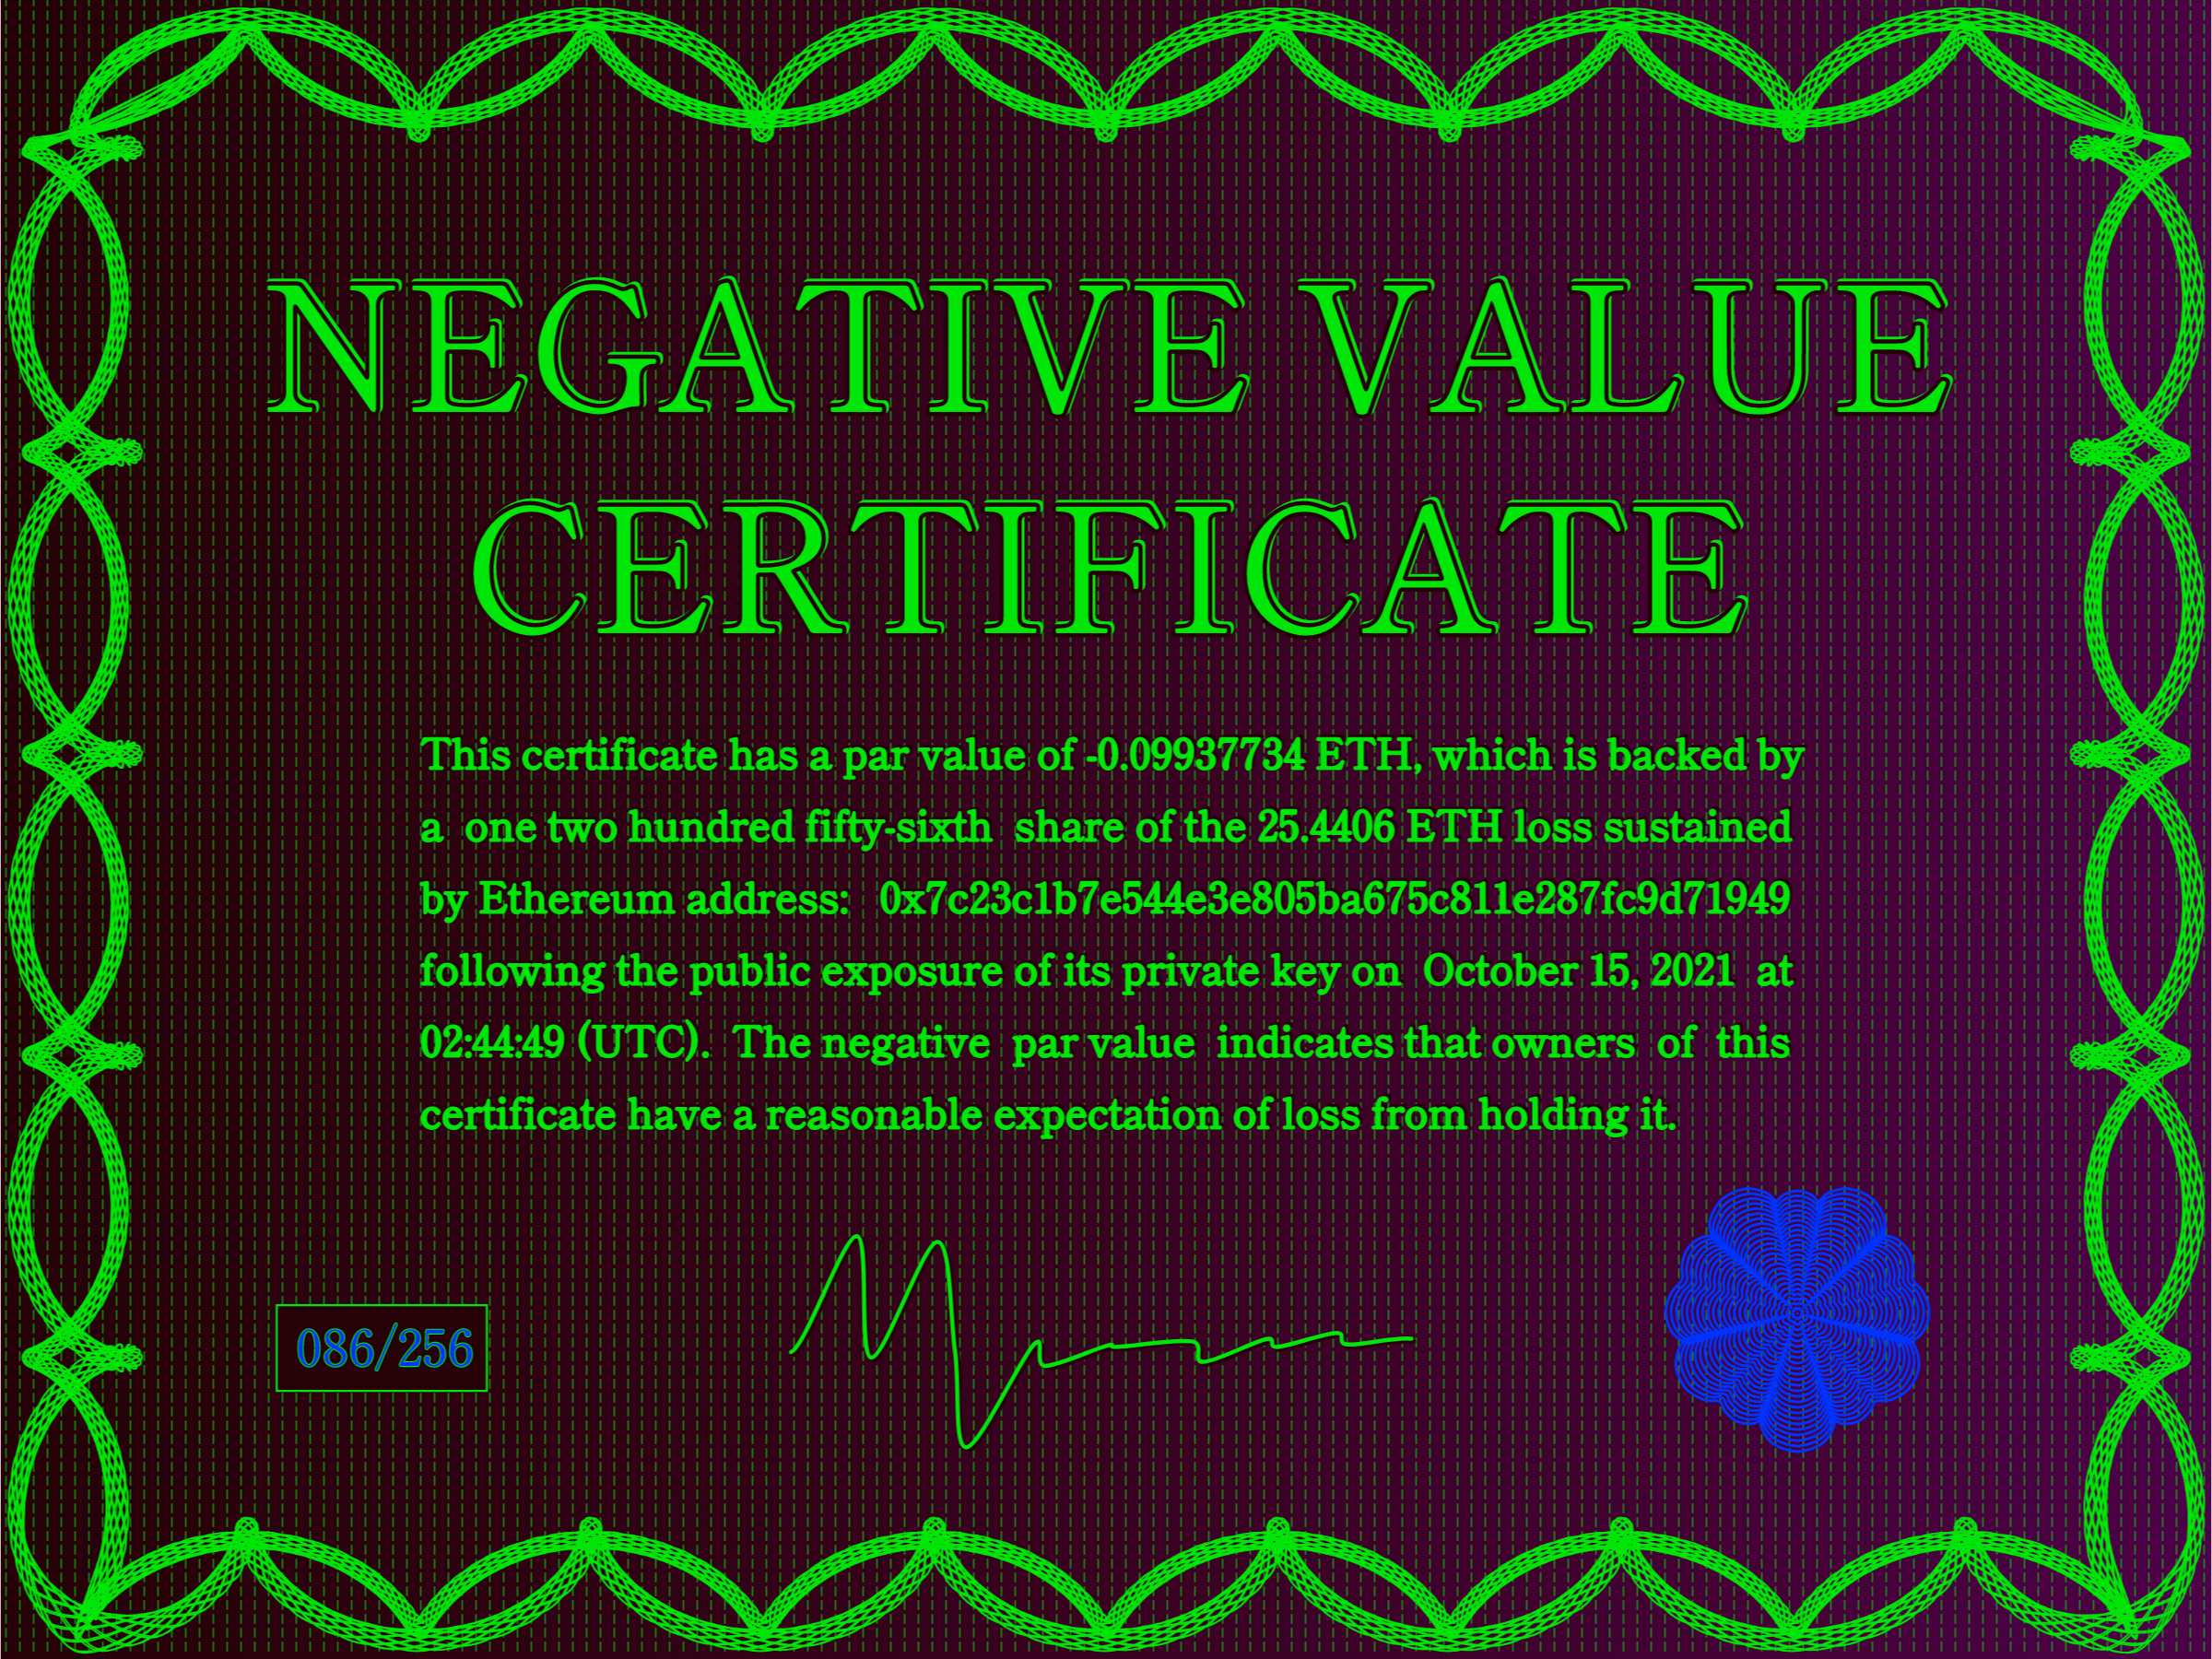 NEGATIVE VALUE
CERTIFICATE
This certificate has a par value of -0.09937734 ETH, which is backed by
a one two hundred fifty-sixth share of the 25.4406 ETH loss sustained
by Ethereum address: 0x7c23c1b7e544e3e805ba675c811e287fc9d71949
following the public exposure of its private key on October 15, 2021 at
02:44:49 (UTC). The negative par value indicates that owners of this
certificate have a reasonable expectation of loss from holding it.
086/256